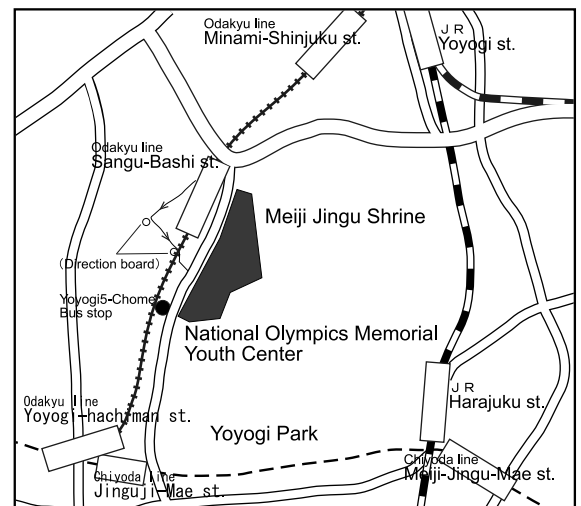 Odakyu line
Minami-Shinjuku st.
J R
Yoyogi st.
Odakyu line
Sangu-Bashi st.
Meiji Jingu Shrine
(Direction board)
Yoyogi5-Chome
Bus stop
National Olympics Memorial
Youth Center
Odakyu line
Yoyogi-hachiman st.
J R
Harajuku st.
Yoyogi Park
Chiyoda line
Meiji-Jingu-Mae st.
Chiyoda line
Jinguji-Mae st.